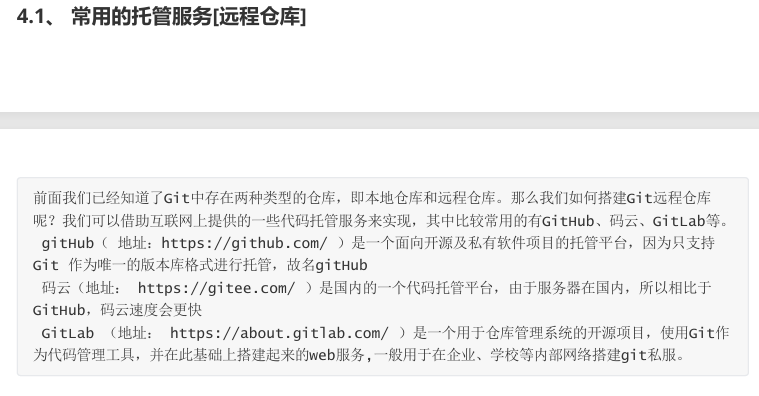 4.1、 常用的托管服务[远程仓库]
前面我们已经知道了Git中存在两种类型的仓库，即本地仓库和远程仓库。那么我们如何搭建Git远程仓库
呢？我们可以借助互联网上提供的一些代码托管服务来实现，其中比较常用的有GitHub、码云、GitLab等。
gitHub（ 地址：https://github.com/ ）是一个面向开源及私有软件项目的托管平台，因为只支持
Git 作为唯一的版本库格式进行托管，故名gitHub
码云（地址： https://gitee.com/ ）是国内的一个代码托管平台，由于服务器在国内，所以相比于
GitHub，码云速度会更快
GitLab （地址： https://about.gitlab.com/ ）是一个用于仓库管理系统的开源项目，使用Git作
为代码管理工具，并在此基础上搭建起来的web服务,一般用于在企业、学校等内部网络搭建git私服。